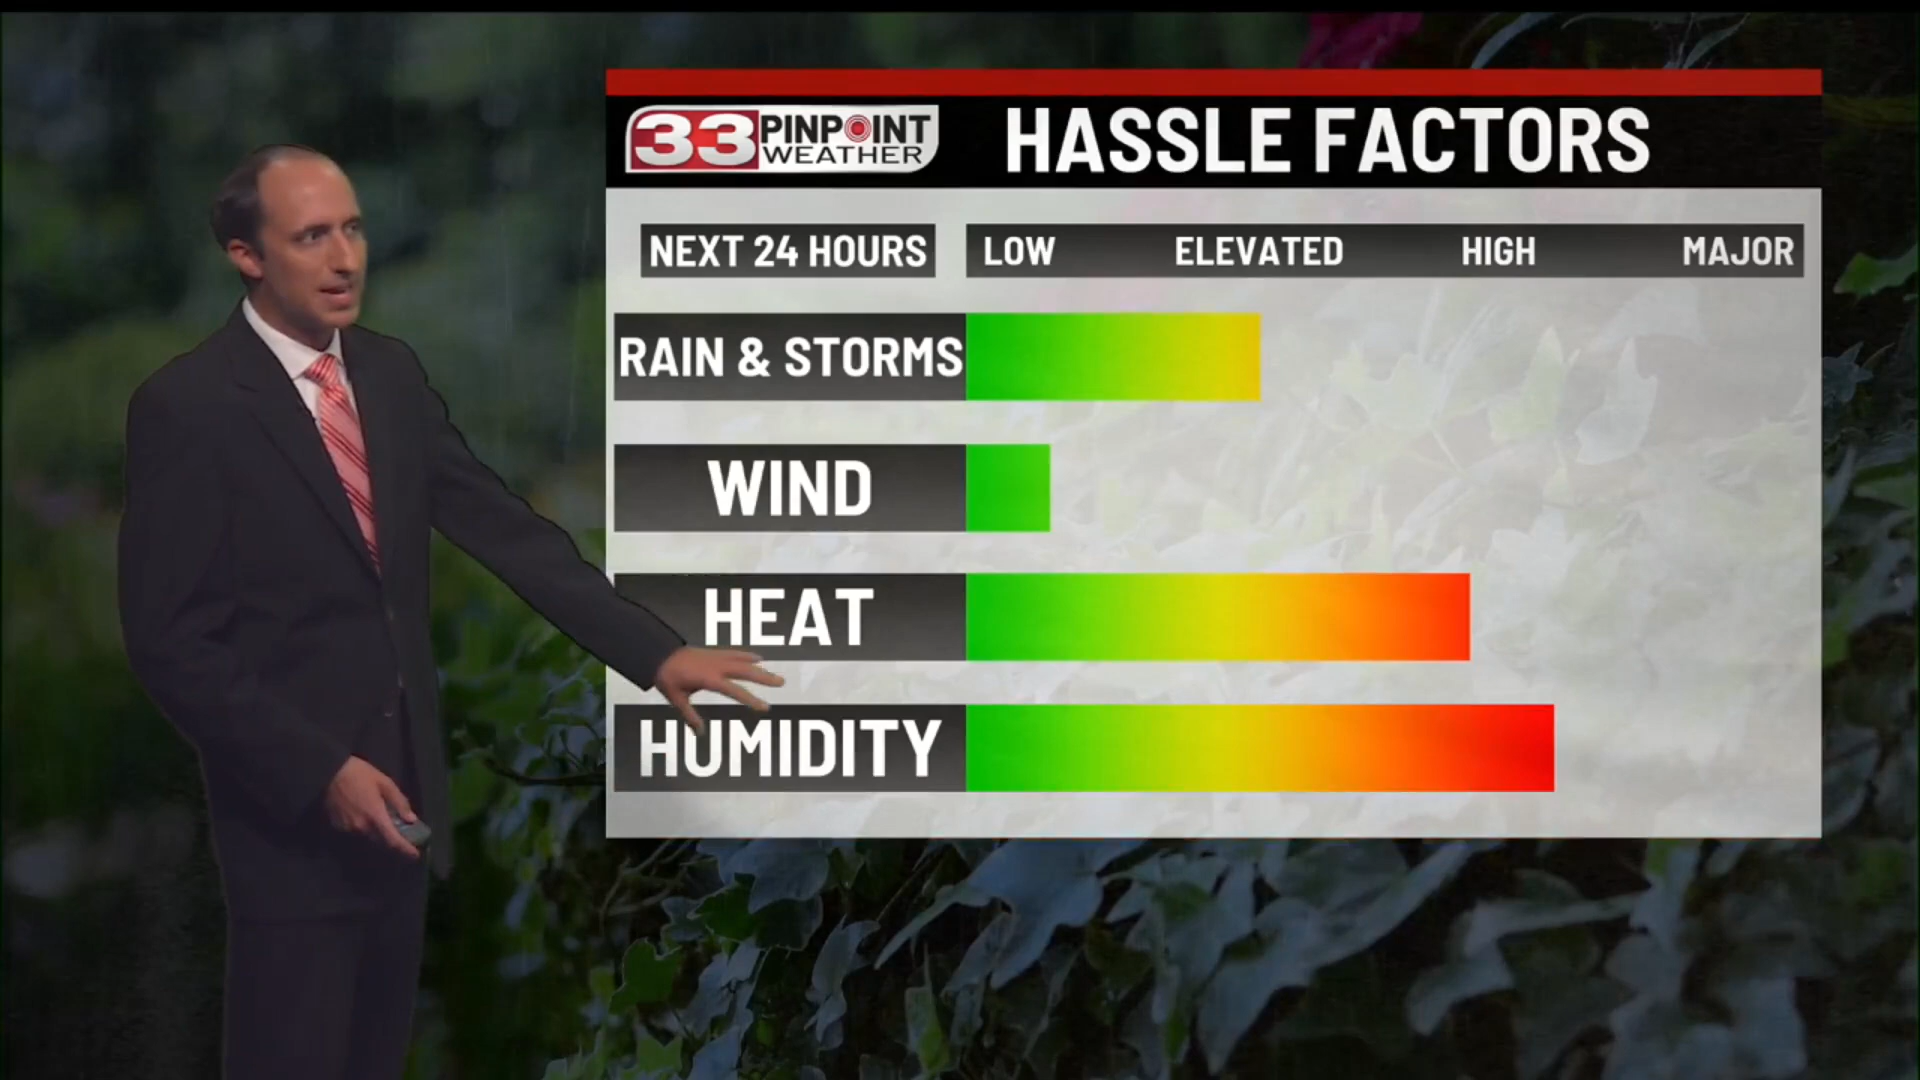 33 PINPOINT WEATHER
HASSLE FACTORS
NEXT 24 HOURS
LOW ELEVATED HIGH MAJOR
RAIN & STORMS
WIND
HEAT
HUMIDITY